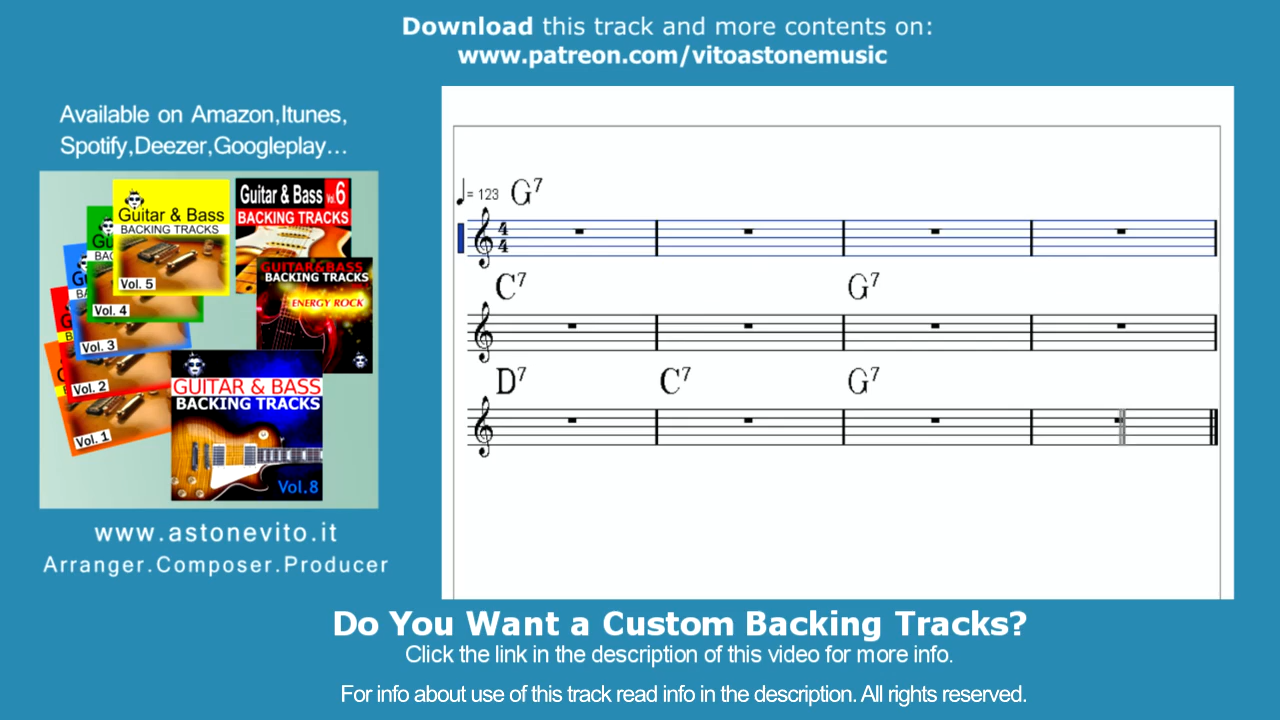 Download this track and more contents on:
www.patreon.com/vitoastonemusic
Available on Amazon,Itunes,
Spotify,Deezer,Googleplay...
Guitar & Bass
BACKING TRACKS
Vol. 5
Guitar & Bass Vol.6
BACKING TRACKS
GUITAR&BASS
BACKING TRACKS
ENERGY ROCK
Vol. 4
Vol. 3
Vol. 2
Vol. 1
GUITAR & BASS
BACKING TRACKS
Vol.8
www.astonevito.it
Arranger.Composer.Producer
= 123 G7
4
4
C7 G7
D7 C7 G7
Do You Want a Custom Backing Tracks?
Click the link in the description of this video for more info.
For info about use of this track read info in the description. All rights reserved.